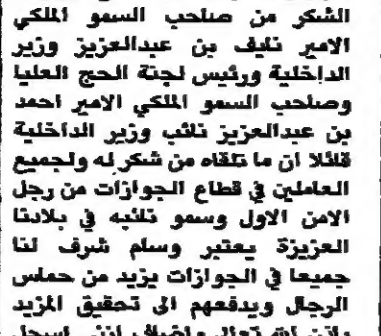 الشكر من صاحب السمو الملكي
الامير نايف بن عبدالعزيز وزير
الداخلية ورئيس لجنة الحج العليا
وصاحب السمو الملكي الامير احمد
بن عبدالعزيز نائب وزير الداخلية
قائلا ان ما تلقاه من شكر له ولجميع
العاملين في قطاع الجوازات من رجل
الامن الاول وسمو نائبه في بلادنا
العزيزة يعتبر وسام شرف لنا
جميعا في الجوازات يزيد من حماس
الرجال ويدفعهم الى تحقيق المزيد